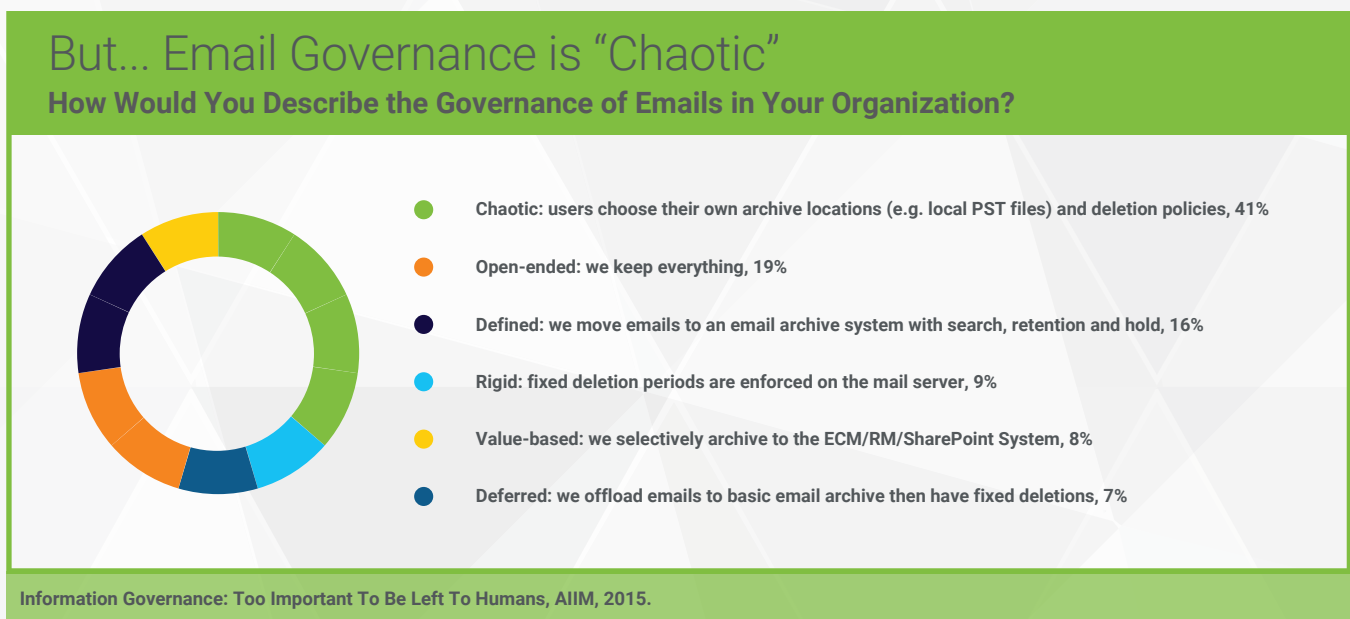 But... Email Governance is “Chaotic”
How Would You Describe the Governance of Emails in Your Organization?
Chaotic: users choose their own archive locations (e.g. local PST files) and deletion policies, 41%
Open-ended: we keep everything, 19%
Defined: we move emails to an email archive system with search, retention and hold, 16%
Rigid: fixed deletion periods are enforced on the mail server, 9%
Value-based: we selectively archive to the ECM/RM/SharePoint System, 8%
Deferred: we offload emails to basic email archive then have fixed deletions, 7%
Information Governance: Too Important To Be Left To Humans, AIIM, 2015.